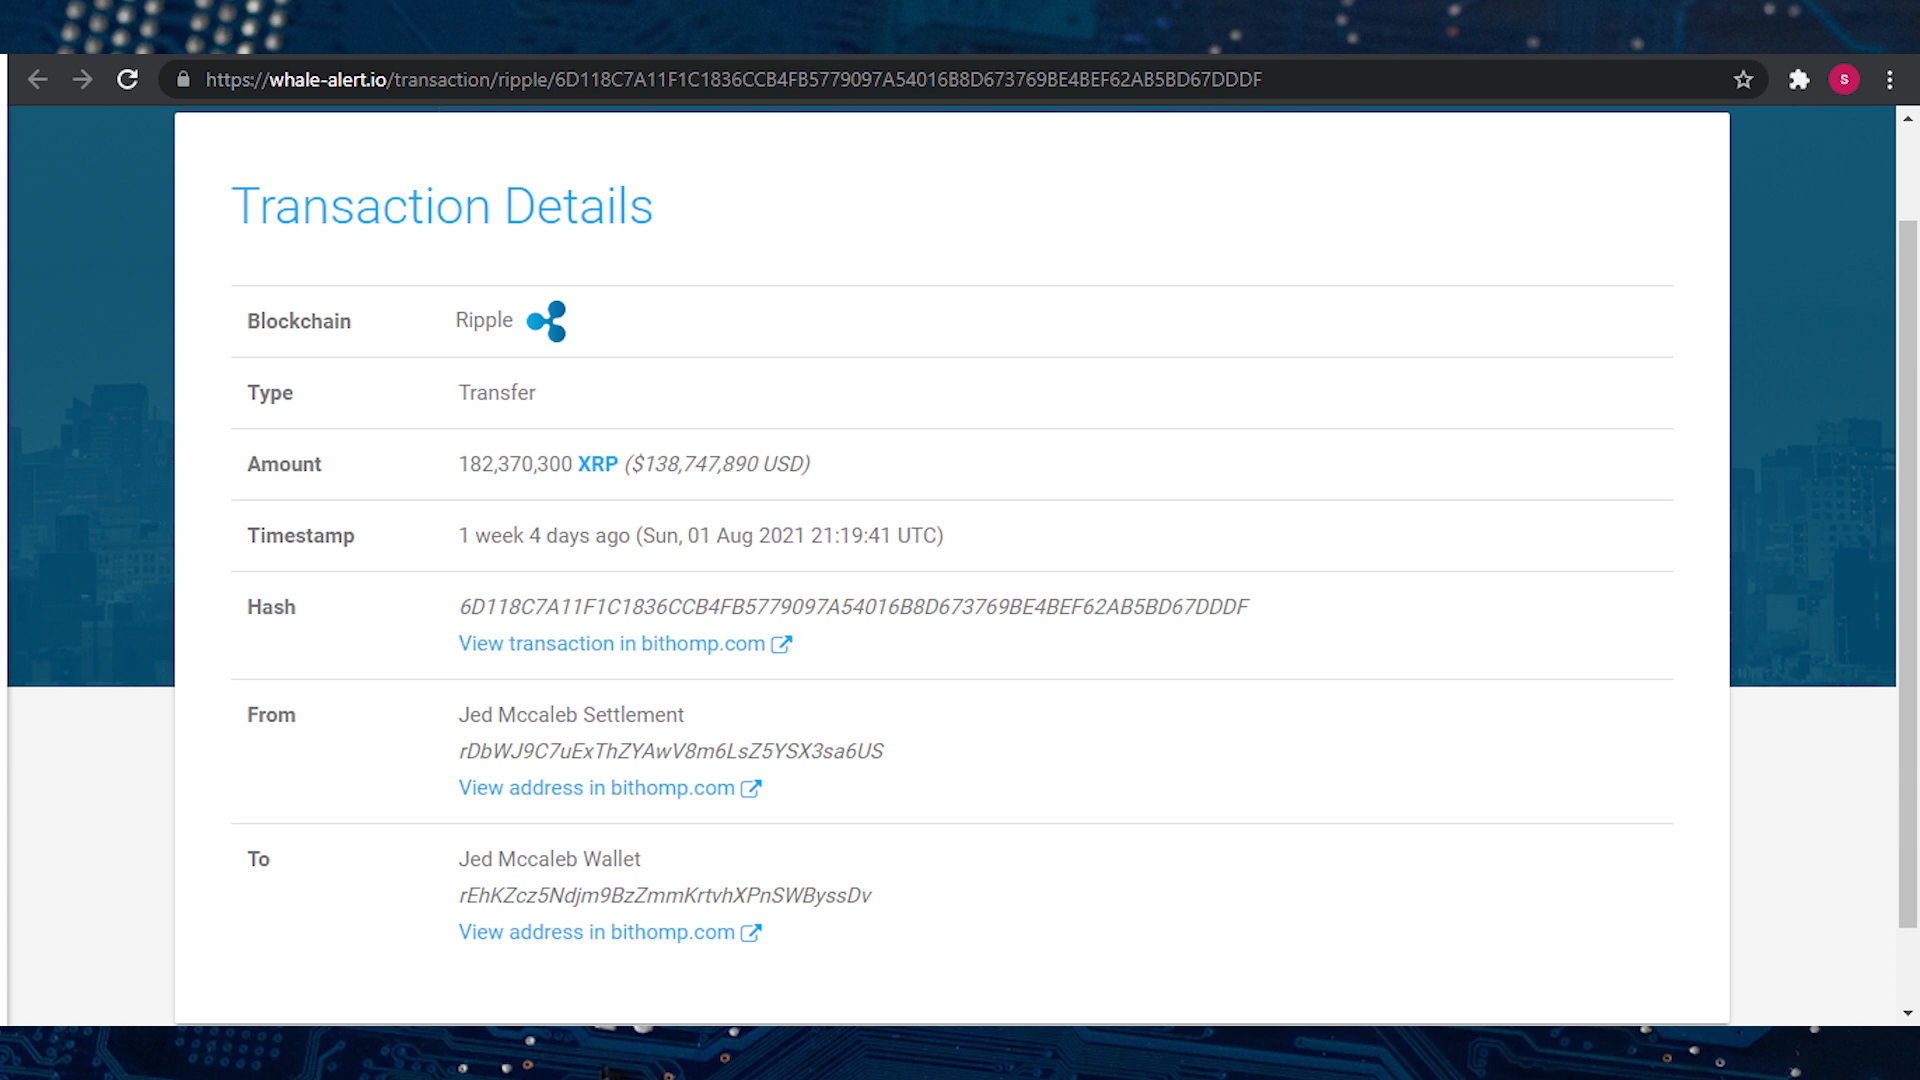 https://whale-alert.io/transaction/ripple/6D118C7A11F1C1836CCB4FB5779097A54016B8D673769BE4BEF62AB5BD67DDDF
S
Transaction Details
Blockchain Ripple
Type Transfer
Amount 182,370,300 XRP ($138,747,890 USD)
Timestamp 1 week 4 days ago (Sun, 01 Aug 2021 21:19:41 UTC)
Hash 6D118C7A11F1C1836CCB4FB5779097A54016B8D673769BE4BEF62AB5BD67DDDF
View transaction in bithomp.com
From Jed Mccaleb Settlement
rDbWJ9C7uExThZYAwV8m6LsZ5YSX3sa6US
View address in bithomp.com
To Jed Mccaleb Wallet
rEhKZcz5Ndjm9BzZmmKrtvhXPnSWByssDv
View address in bithomp.com